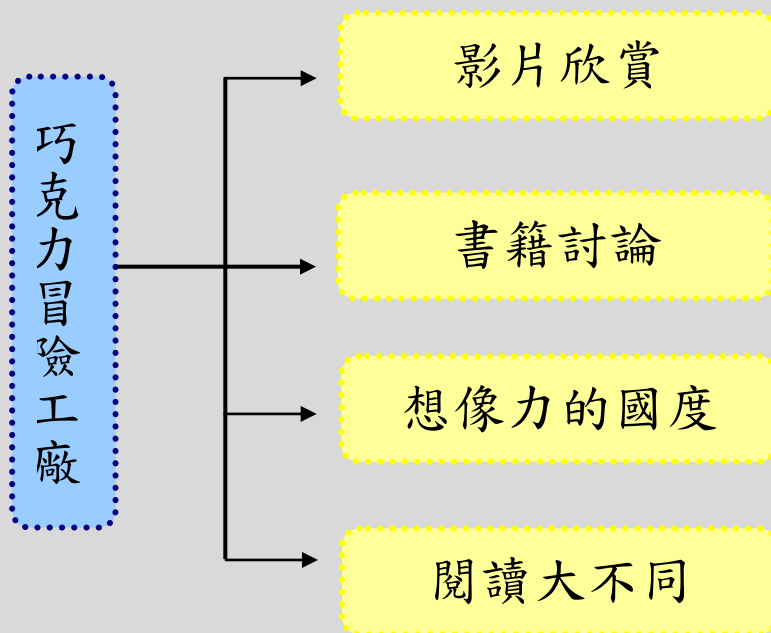 巧克力冒險工廠
影片欣賞
書籍討論
想像力的國度
閱讀大不同